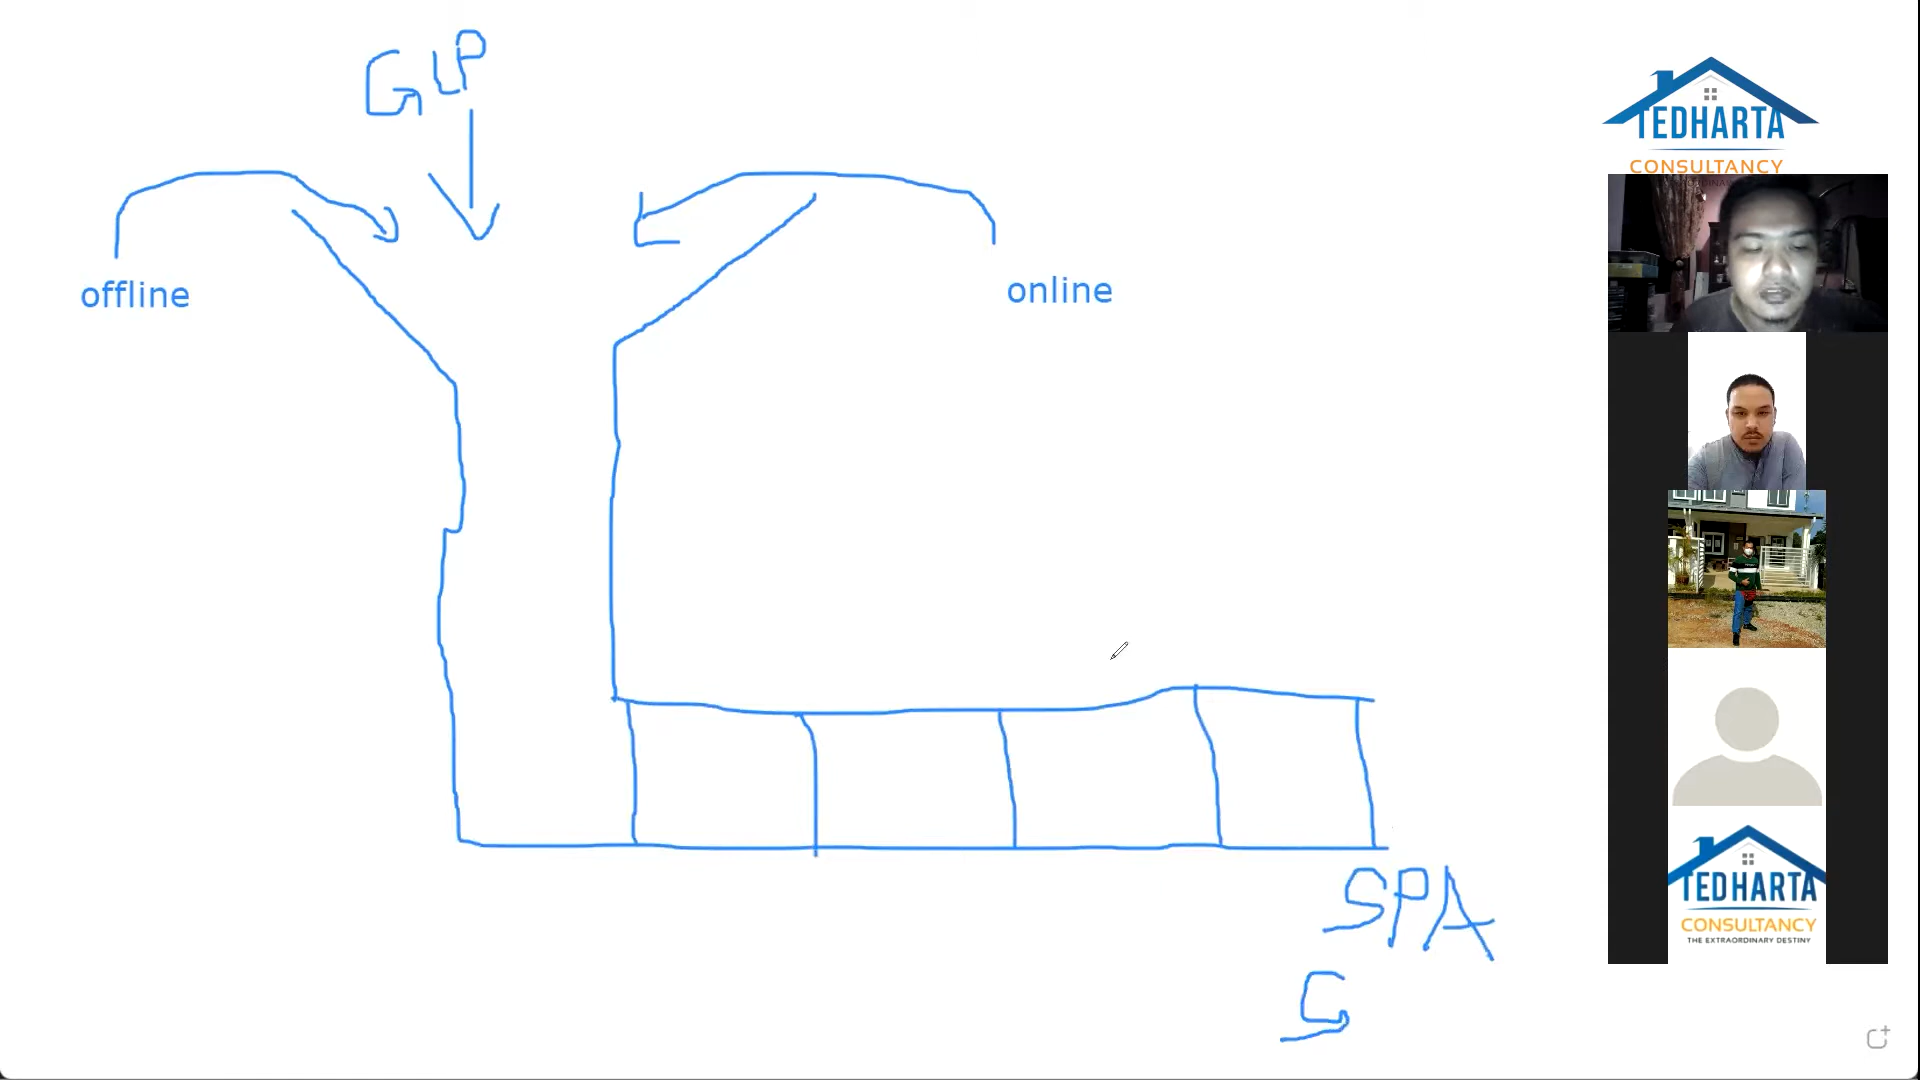 GLP
offline
online
SPA
TEDHARTA
CONSULTANCY
TEDHARTA
CONSULTANCY
THE EXTRAORDINARY DESTINY